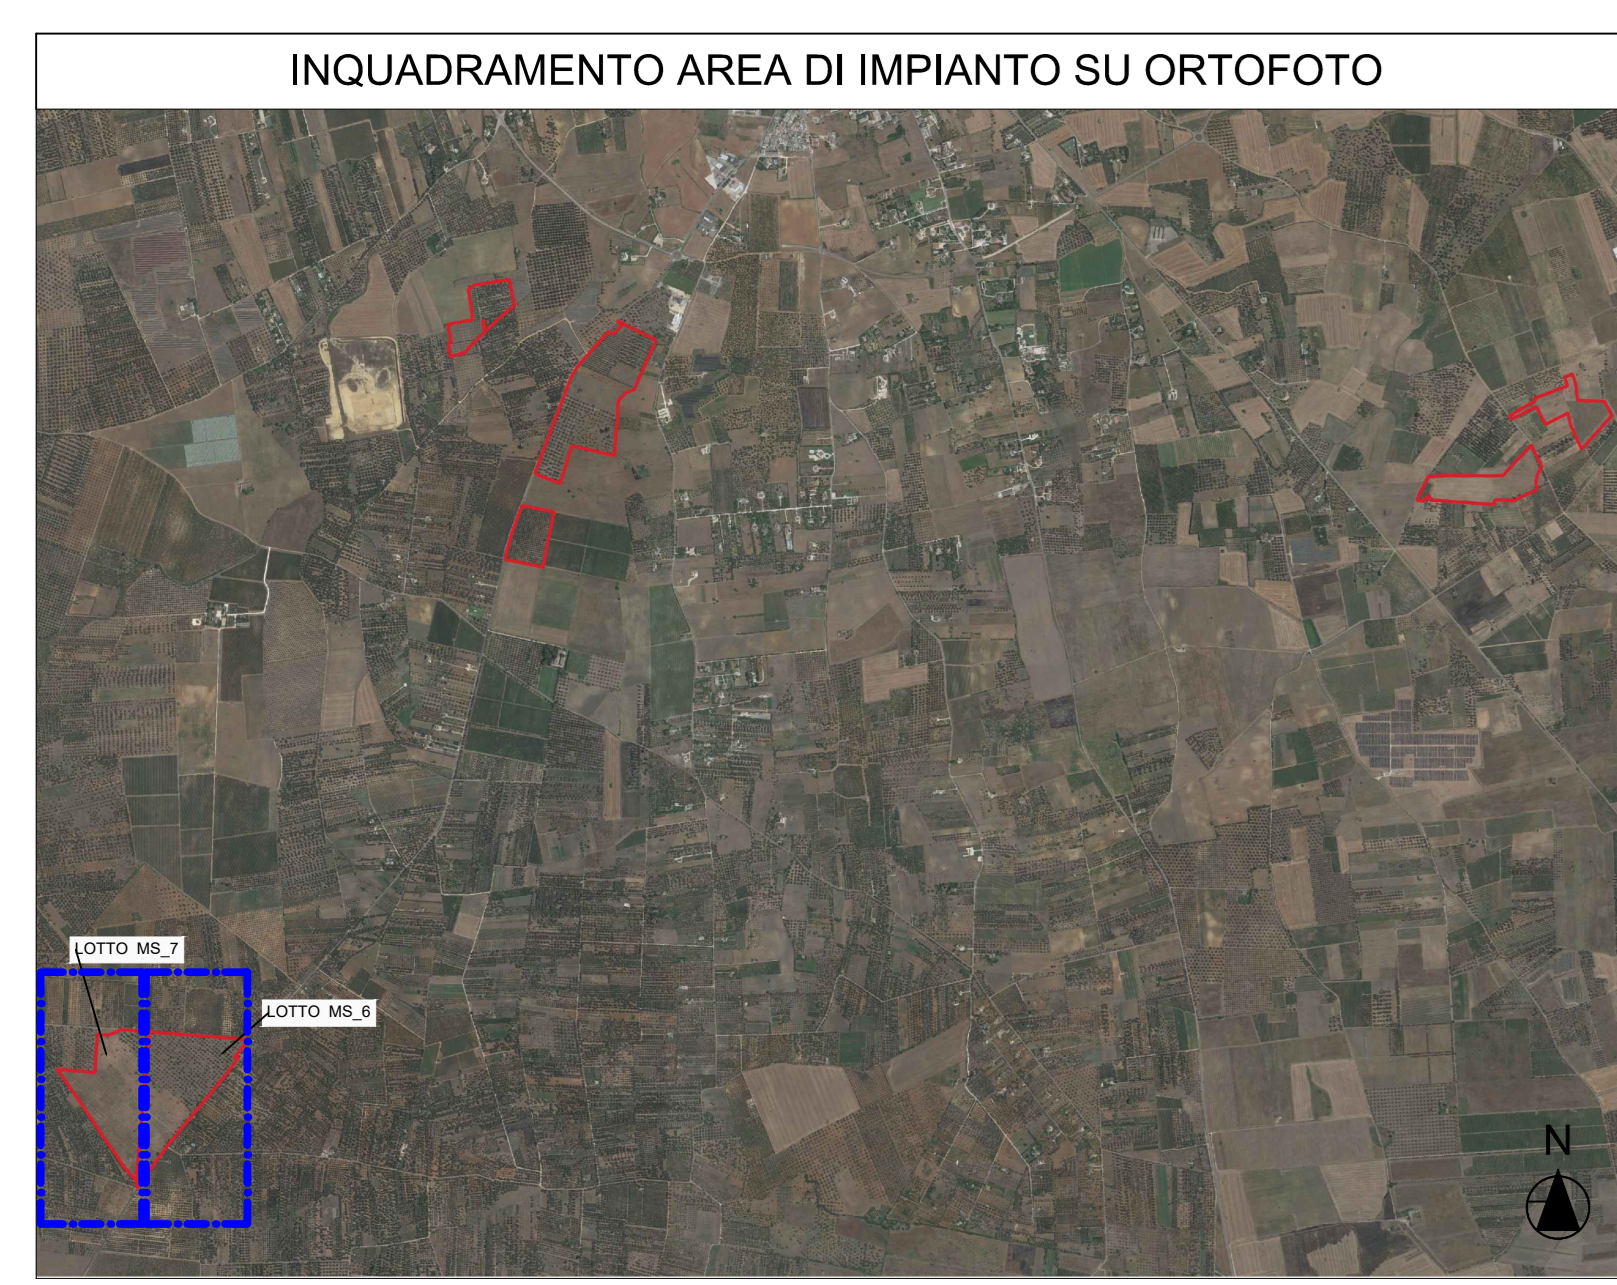 INQUADRAMENTO AREA DI IMPIANTO SU ORTOFOTO
LOTTO MS_7
LOTTO MS_6
N